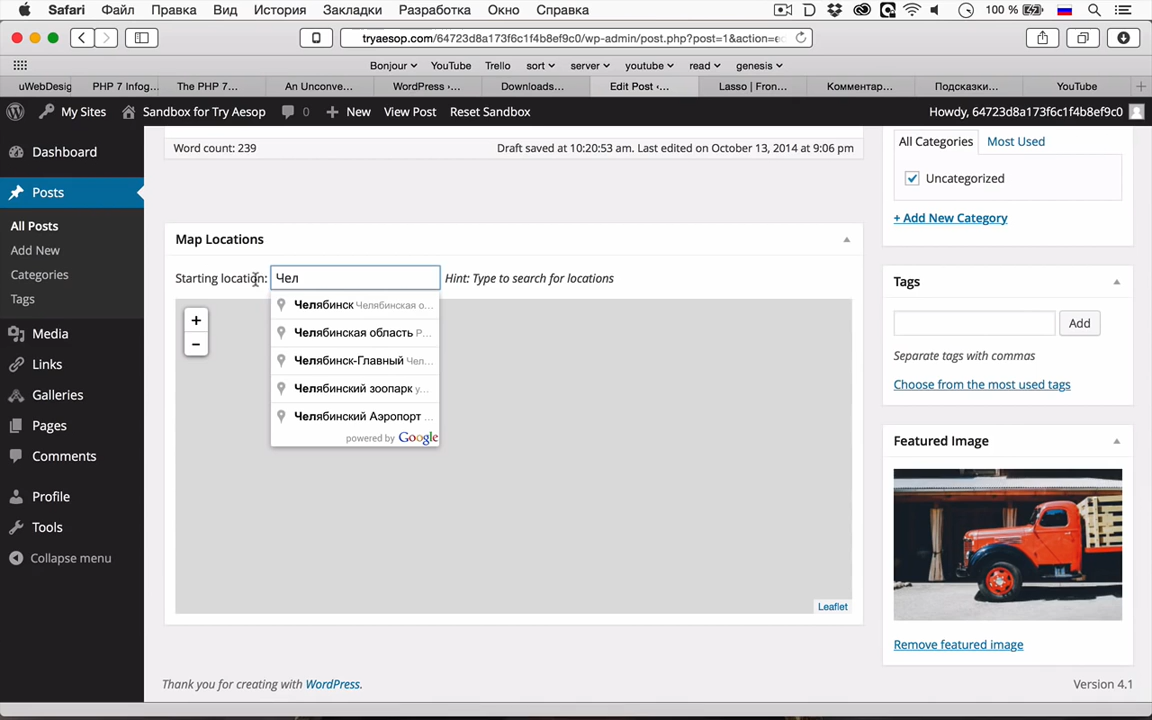 Safari Файл Правка Вид История Закладки Разработка Окно Справка 100 %
tryaesop.com/64723d8a173f6c1f4b8ef9c0/wp-admin/post.php?post=1&action=
Bonjour YouTube Trello sort server youtube read genesis
uWebDesig PHP 7 Infog... The PHP 7... An Unconve... WordPress ‹... Downloads... Edit Post ‹... Lasso | Fron... Комментар... Подсказки... YouTube
My Sites Sandbox for Try Aesop 0 + New View Post Reset Sandbox Howdy, 64723d8a173f6c1f4b8ef9c0
Dashboard
Posts
All Posts
Add New
Categories
Tags
Media
Links
Galleries
Pages
Comments
Profile
Tools
Collapse menu
Word count: 239 Draft saved at 10:20:53 am. Last edited on October 13, 2014 at 9:06 pm
Map Locations
Starting location: Чел Hint: Type to search for locations
Челябинск Челябинская о...
Челябинская область Р...
Челябинск-Главный Чел...
Челябинский зоопарк у...
Челябинский Аэропорт ...
powered by Google
+
−
Leaflet
All Categories Most Used
Uncategorized
+ Add New Category
Tags
Add
Separate tags with commas
Choose from the most used tags
Featured Image
Remove featured image
Thank you for creating with WordPress. Version 4.1